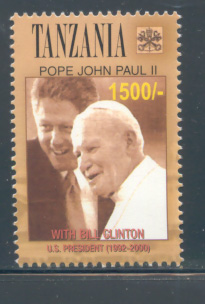 TANZANIA
POPE JOHN PAUL II
1500/-
WITH BILL CLINTON
U.S. PRESIDENT (1992-2000)